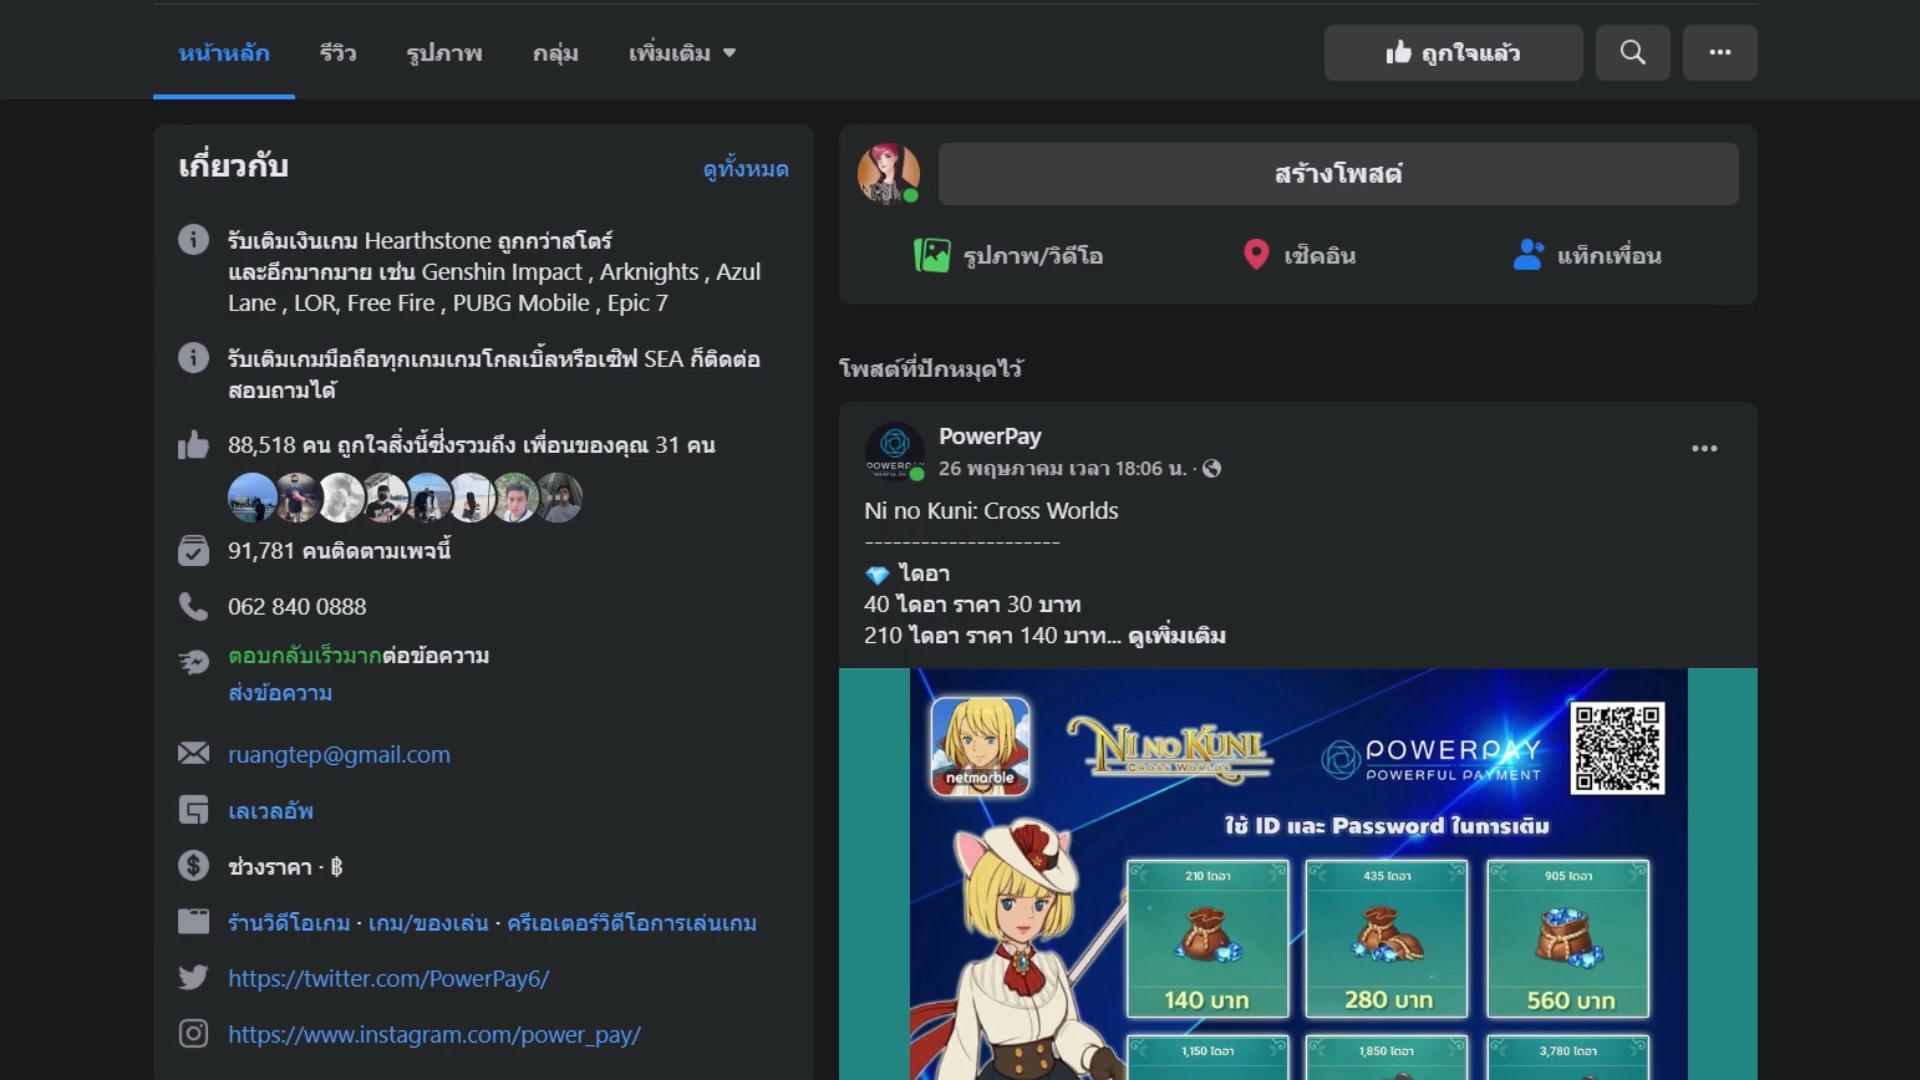 หน้าหลัก
รีวิว
รูปภาพ
กลุ่ม
เพิ่มเติม
ถูกใจแล้ว
เกี่ยวกับ
ดูทั้งหมด
รับเติมเงินเกม Hearthstone ถูกกว่าสโตร์
และอีกมากมาย เช่น Genshin Impact , Arknights , Azul
Lane , LOR, Free Fire , PUBG Mobile , Epic 7
รับเติมเกมมือถือทุกเกมเกมโกลเบิ้ลหรือเซิฟ SEA ก็ติดต่อ
สอบถามได้
88,518 คน ถูกใจสิ่งนี้ซึ่งรวมถึง เพื่อนของคุณ 31 คน
91,781 คนติดตามเพจนี้
062 840 0888
ตอบกลับเร็วมากต่อข้อความ
ส่งข้อความ
ruangtep@gmail.com
เลเวลอัพ
ช่วงราคา · ฿
ร้านวิดีโอเกม · เกม/ของเล่น · ครีเอเตอร์วิดีโอการเล่นเกม
https://twitter.com/PowerPay6/
https://www.instagram.com/power_pay/
สร้างโพสต์
รูปภาพ/วิดีโอ
เช็คอิน
แท็กเพื่อน
โพสต์ที่ปักหมุดไว้
PowerPay
26 พฤษภาคม เวลา 18:06 น. ·
Ni no Kuni: Cross Worlds
---------------------
💎 ไดอา
40 ไดอา ราคา 30 บาท
210 ไดอา ราคา 140 บาท... ดูเพิ่มเติม
netmarble
NI NO KUNI
CROSS WORLDS
POWERPAY
POWERFUL PAYMENT
ใช้ ID และ Password ในการเติม
210 ไดอา
435 ไดอา
905 ไดอา
140 บาท
280 บาท
560 บาท
1,150 ไดอา
1,850 ไดอา
3,780 ไดอา